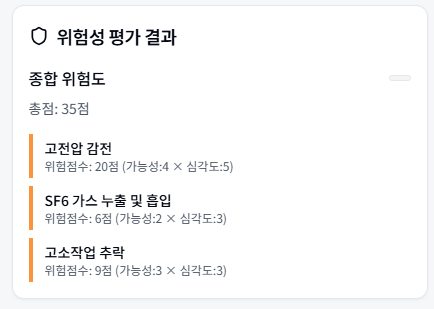 위험성 평가 결과
종합 위험도
총점: 35점
고전압 감전
위험점수: 20점 (가능성:4 × 심각도:5)
SF6 가스 누출 및 흡입
위험점수: 6점 (가능성:2 × 심각도:3)
고소작업 추락
위험점수: 9점 (가능성:3 × 심각도:3)